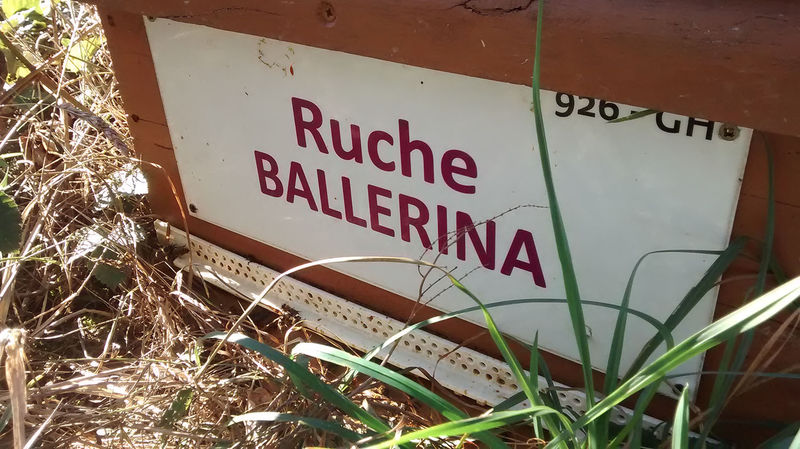 926 - GH
Ruche
BALLERINA